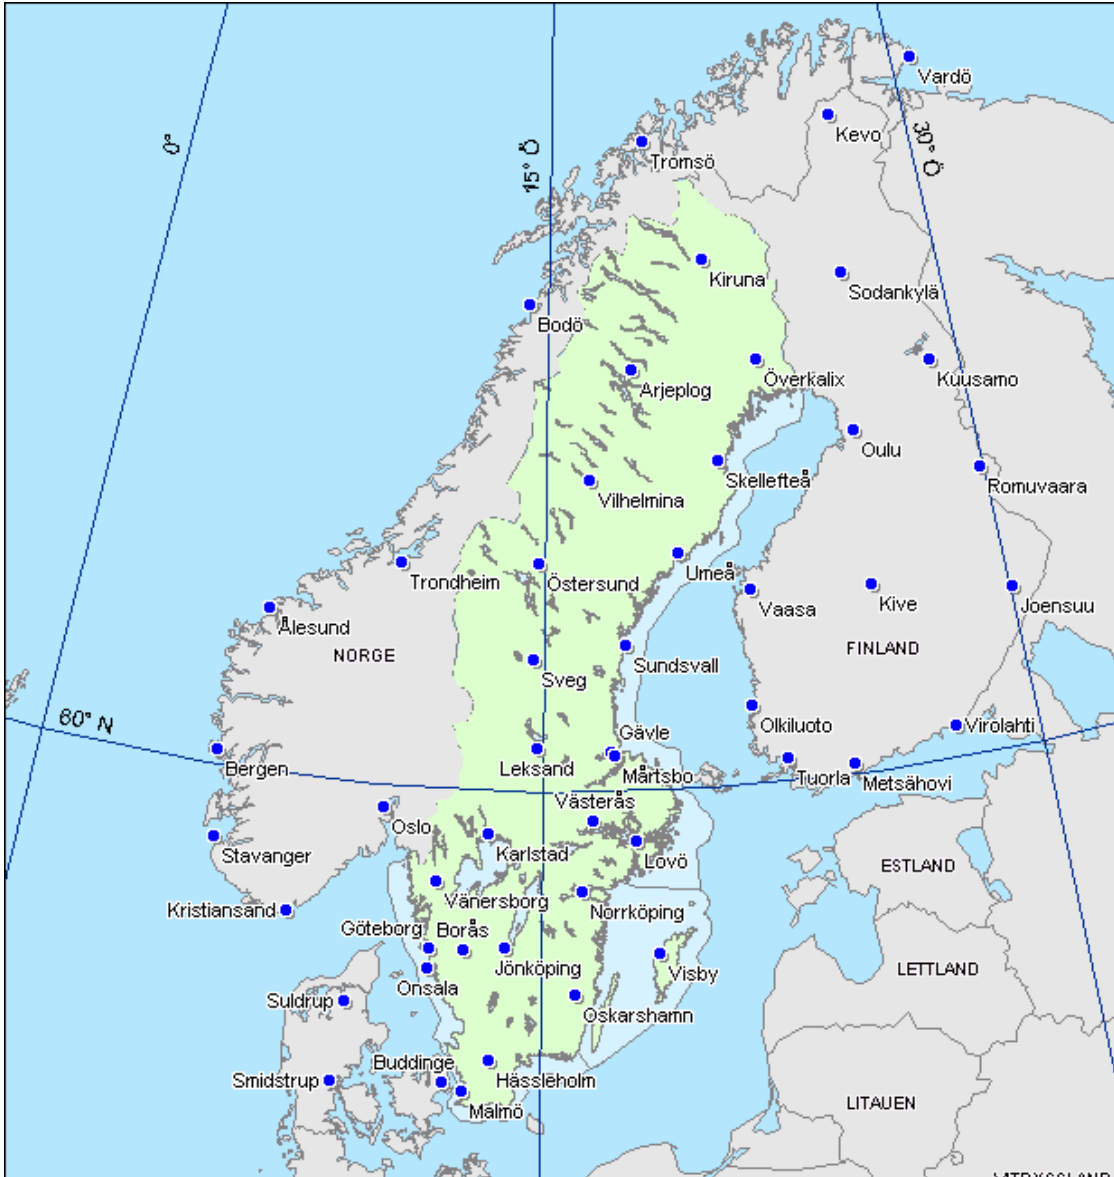 Vardö
Kevo
0°
15° Ö
30° Ö
Tromsö
Kiruna
Sodankylä
Bodö
Arjeplog
Överkalix
Kuusamo
Oulu
Skellefteå
Romuvaara
Vilhelmina
Trondheim
Östersund
Umeå
Vaasa
Kive
Joensuu
Ålesund
NORGE
Sundsvall
FINLAND
Sveg
60° N
Olkiluoto
Virolahti
Gävle
Bergen
Leksand
Mårtsbo
Tuorla
Metsähovi
Västerås
Oslo
Stavanger
Karlstad
Lovö
ESTLAND
Vänersborg
Norrköping
Kristiansand
Göteborg
Borås
Jönköping
Visby
LETTLAND
Onsala
Suldrup
Oskarshamn
Buddinge
Hässleholm
Smidstrup
Malmö
LITAUEN